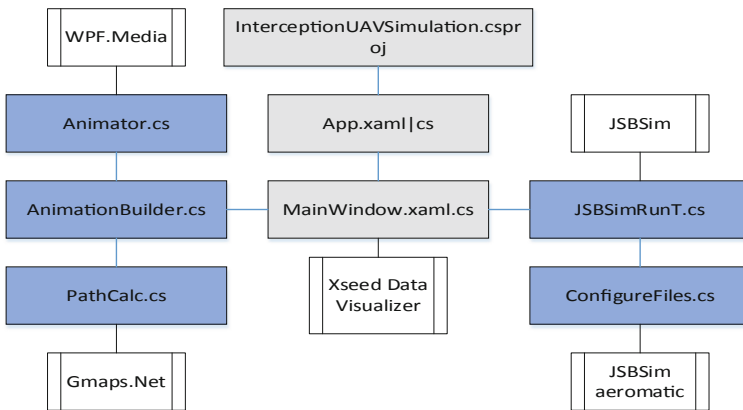 WPF.Media
InterceptionUAVSimulation.cspr
oj
Animator.cs
App.xaml|cs
JSBSim
AnimationBuilder.cs
MainWindow.xaml.cs
JSBSimRunT.cs
PathCalc.cs
Xseed Data
Visualizer
ConfigureFiles.cs
Gmaps.Net
JSBSim
aeromatic